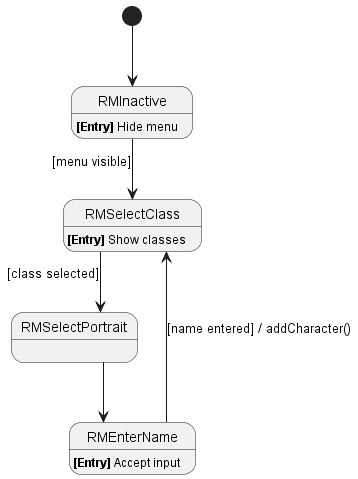 RMInactive
[Entry] Hide menu
[menu visible]
RMSelectClass
[Entry] Show classes
[class selected]
RMSelectPortrait
[name entered] / addCharacter()
RMEnterName
[Entry] Accept input